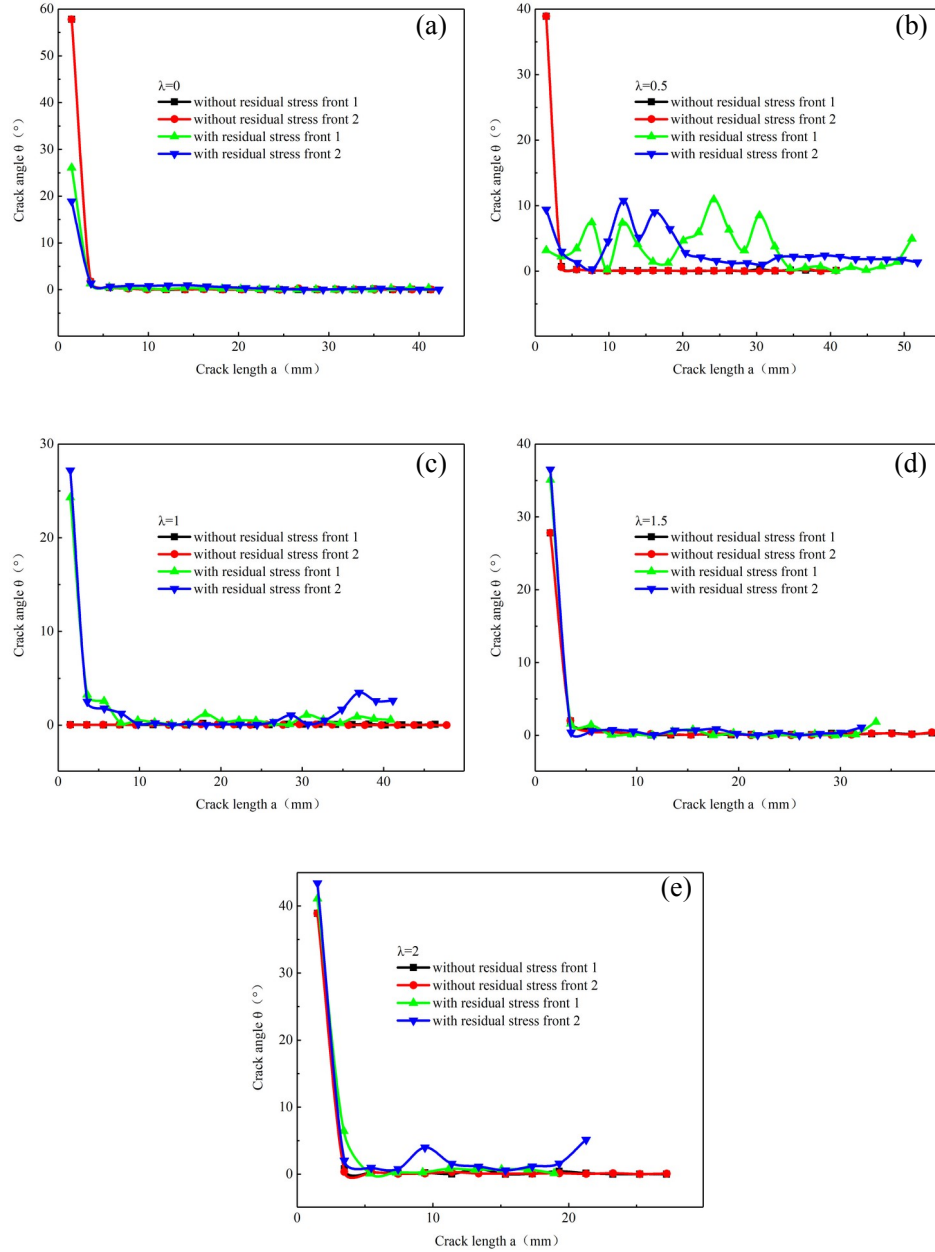 (a)
60
50
40
30
20
10
0
Crack angle θ（°）
λ=0
without residual stress front 1
without residual stress front 2
with residual stress front 1
with residual stress front 2
0 10 20 30 40
Crack length a（mm）
(b)
40
30
20
10
0
Crack angle θ（°）
λ=0.5
without residual stress front 1
without residual stress front 2
with residual stress front 1
with residual stress front 2
0 10 20 30 40 50
Crack length a（mm）
(c)
30
20
10
0
Crack angle θ（°）
λ=1
without residual stress front 1
without residual stress front 2
with residual stress front 1
with residual stress front 2
0 10 20 30 40
Crack length a（mm）
(d)
40
30
20
10
0
Crack angle θ（°）
λ=1.5
without residual stress front 1
without residual stress front 2
with residual stress front 1
with residual stress front 2
0 10 20 30
Crack length a（mm）
(e)
40
30
20
10
0
Crack angle θ（°）
λ=2
without residual stress front 1
without residual stress front 2
with residual stress front 1
with residual stress front 2
0 10 20
Crack length a（mm）